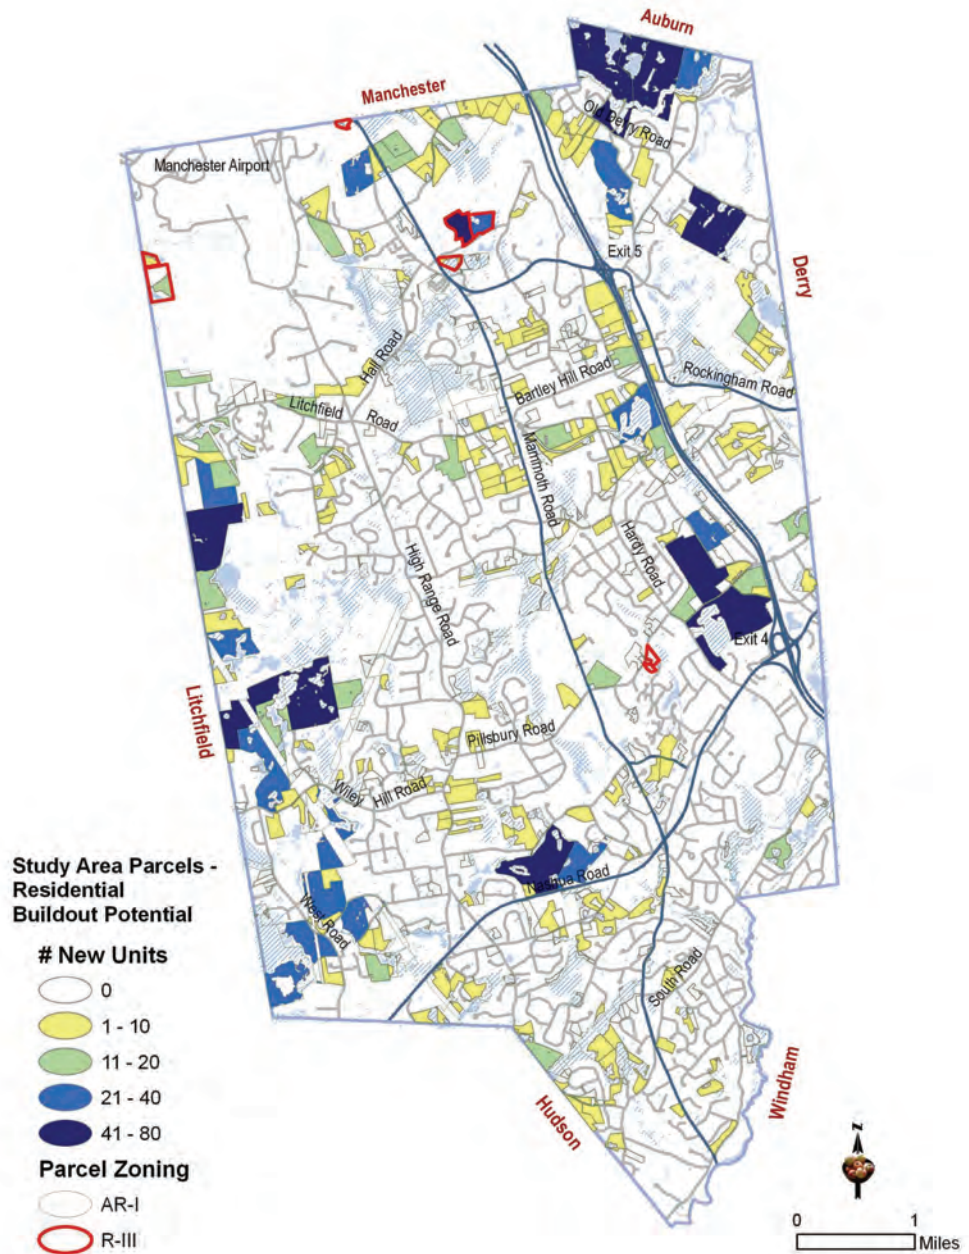 Auburn
Manchester
Old Derry Road
Manchester Airport
Exit 5
Derry
Hall Road
Rockingham Road
Bartley Hill Road
Litchfield Road
Mammoth Road
Hardy Road
High Range Road
Exit 4
Litchfield
Pillsbury Road
Wiley Hill Road
Nashua Road
West Road
South Road
Windham
Hudson
Study Area Parcels -
Residential
Buildout Potential
# New Units
0
1 - 10
11 - 20
21 - 40
41 - 80
Parcel Zoning
AR-I
R-III
N
0 1
Miles